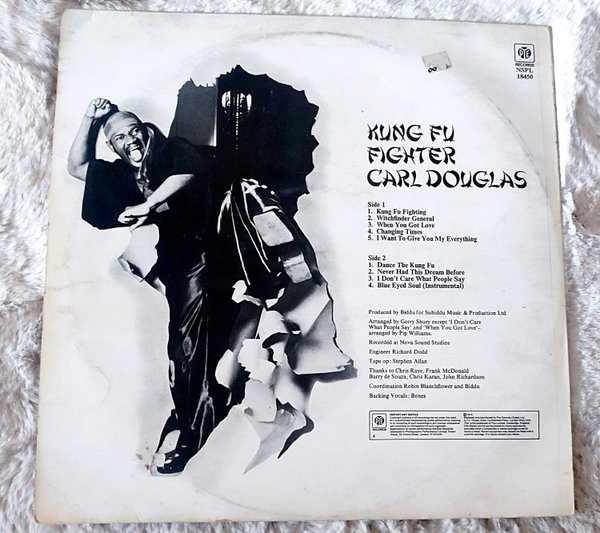 PYE
RECORDS
NSPL
18450
KUNG FU
FIGHTER
CARL DOUGLAS
Side 1
1. Kung Fu Fighting
2. Witchfinder General
3. When You Got Love
4. Changing Times
5. I Want To Give You My Everything
Side 2
1. Dance The Kung Fu
2. Never Had This Dream Before
3. I Don't Care What People Say
4. Blue Eyed Soul (Instrumental)
Produced by Biddu for Subiddu Music & Production Ltd
Arranged by Gerry Shury except 'I Don't Care
What People Say' and 'When You Got Love'-
arranged by Pip Williams.
Recorded at Nova Sound Studios
Engineer Richard Dodd
Tape op: Stephen Allan
Thanks to Chris Raye, Frank McDonald
Barry de Souza, Chris Karan, John Richardson
Coordination Robin Blanchflower and Biddu
Backing Vocals: Bones
PYE
RECORDS
IMPORTANT NOTICE